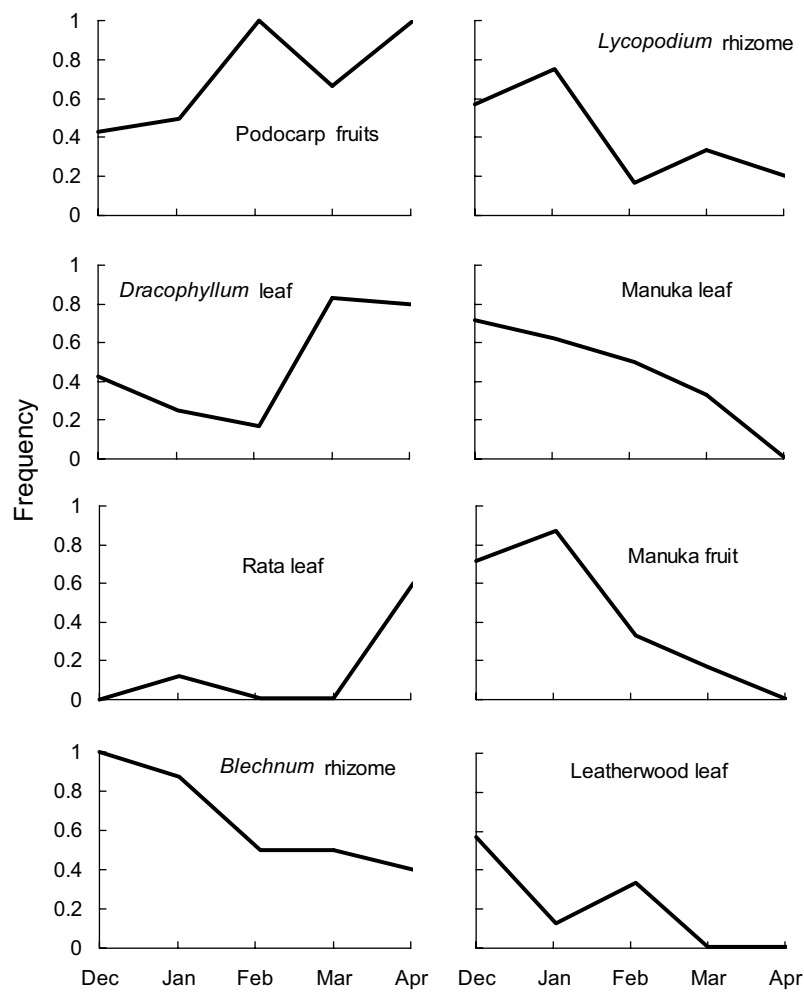 1
0.8
0.6
0.4
0.2
0
Podocarp fruits
Lycopodium rhizome
1
0.8
0.6
0.4
0.2
0
Dracophyllum leaf
Manuka leaf
Frequency
1
0.8
0.6
0.4
0.2
0
Rata leaf
Manuka fruit
1
0.8
0.6
0.4
0.2
0
Blechnum rhizome
Leatherwood leaf
Dec Jan Feb Mar Apr
Dec Jan Feb Mar Apr